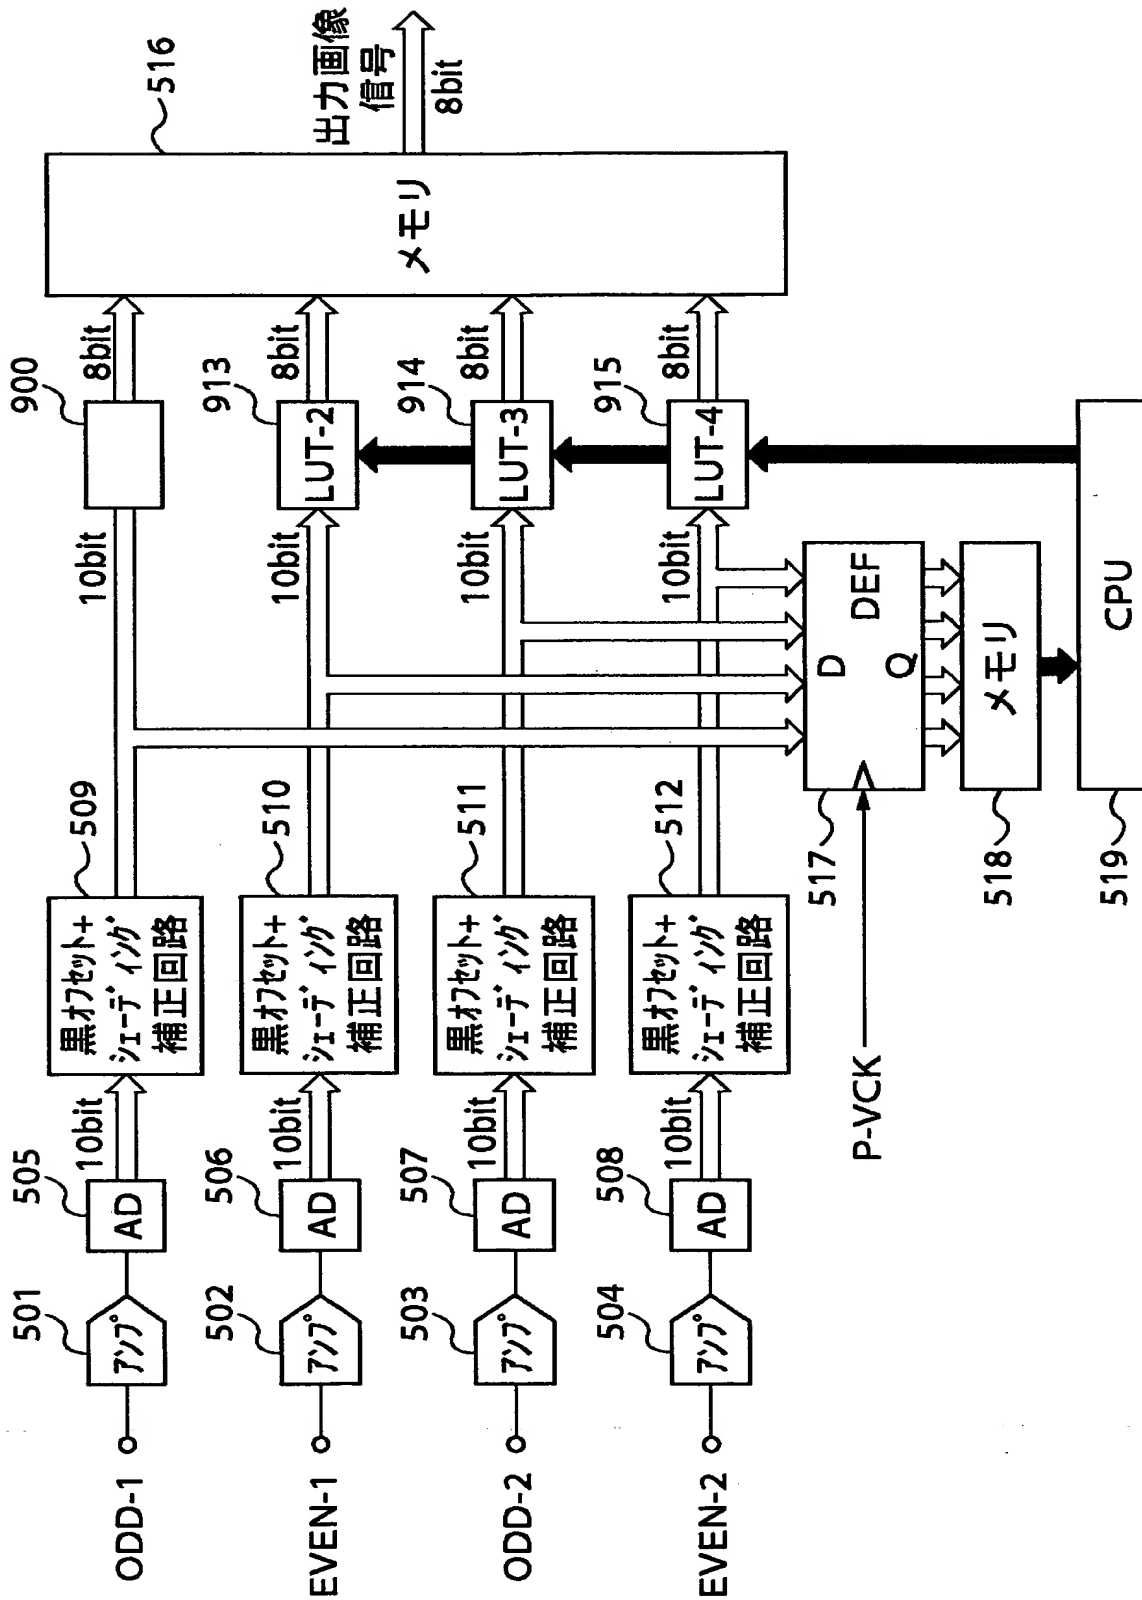 ODD-1
501
アンプ
505
AD
10bit
509
黒オフセット+
シェーディング
補正回路
10bit
900
8bit
EVEN-1
502
アンプ
506
AD
10bit
510
黒オフセット+
シェーディング
補正回路
10bit
913
LUT-2
8bit
ODD-2
503
アンプ
507
AD
10bit
511
黒オフセット+
シェーディング
補正回路
10bit
914
LUT-3
8bit
EVEN-2
504
アンプ
508
AD
10bit
512
黒オフセット+
シェーディング
補正回路
10bit
915
LUT-4
8bit
メモリ
516
出力画像
信号
8bit
P-VCK
517
D
DEF
Q
518
メモリ
519
CPU